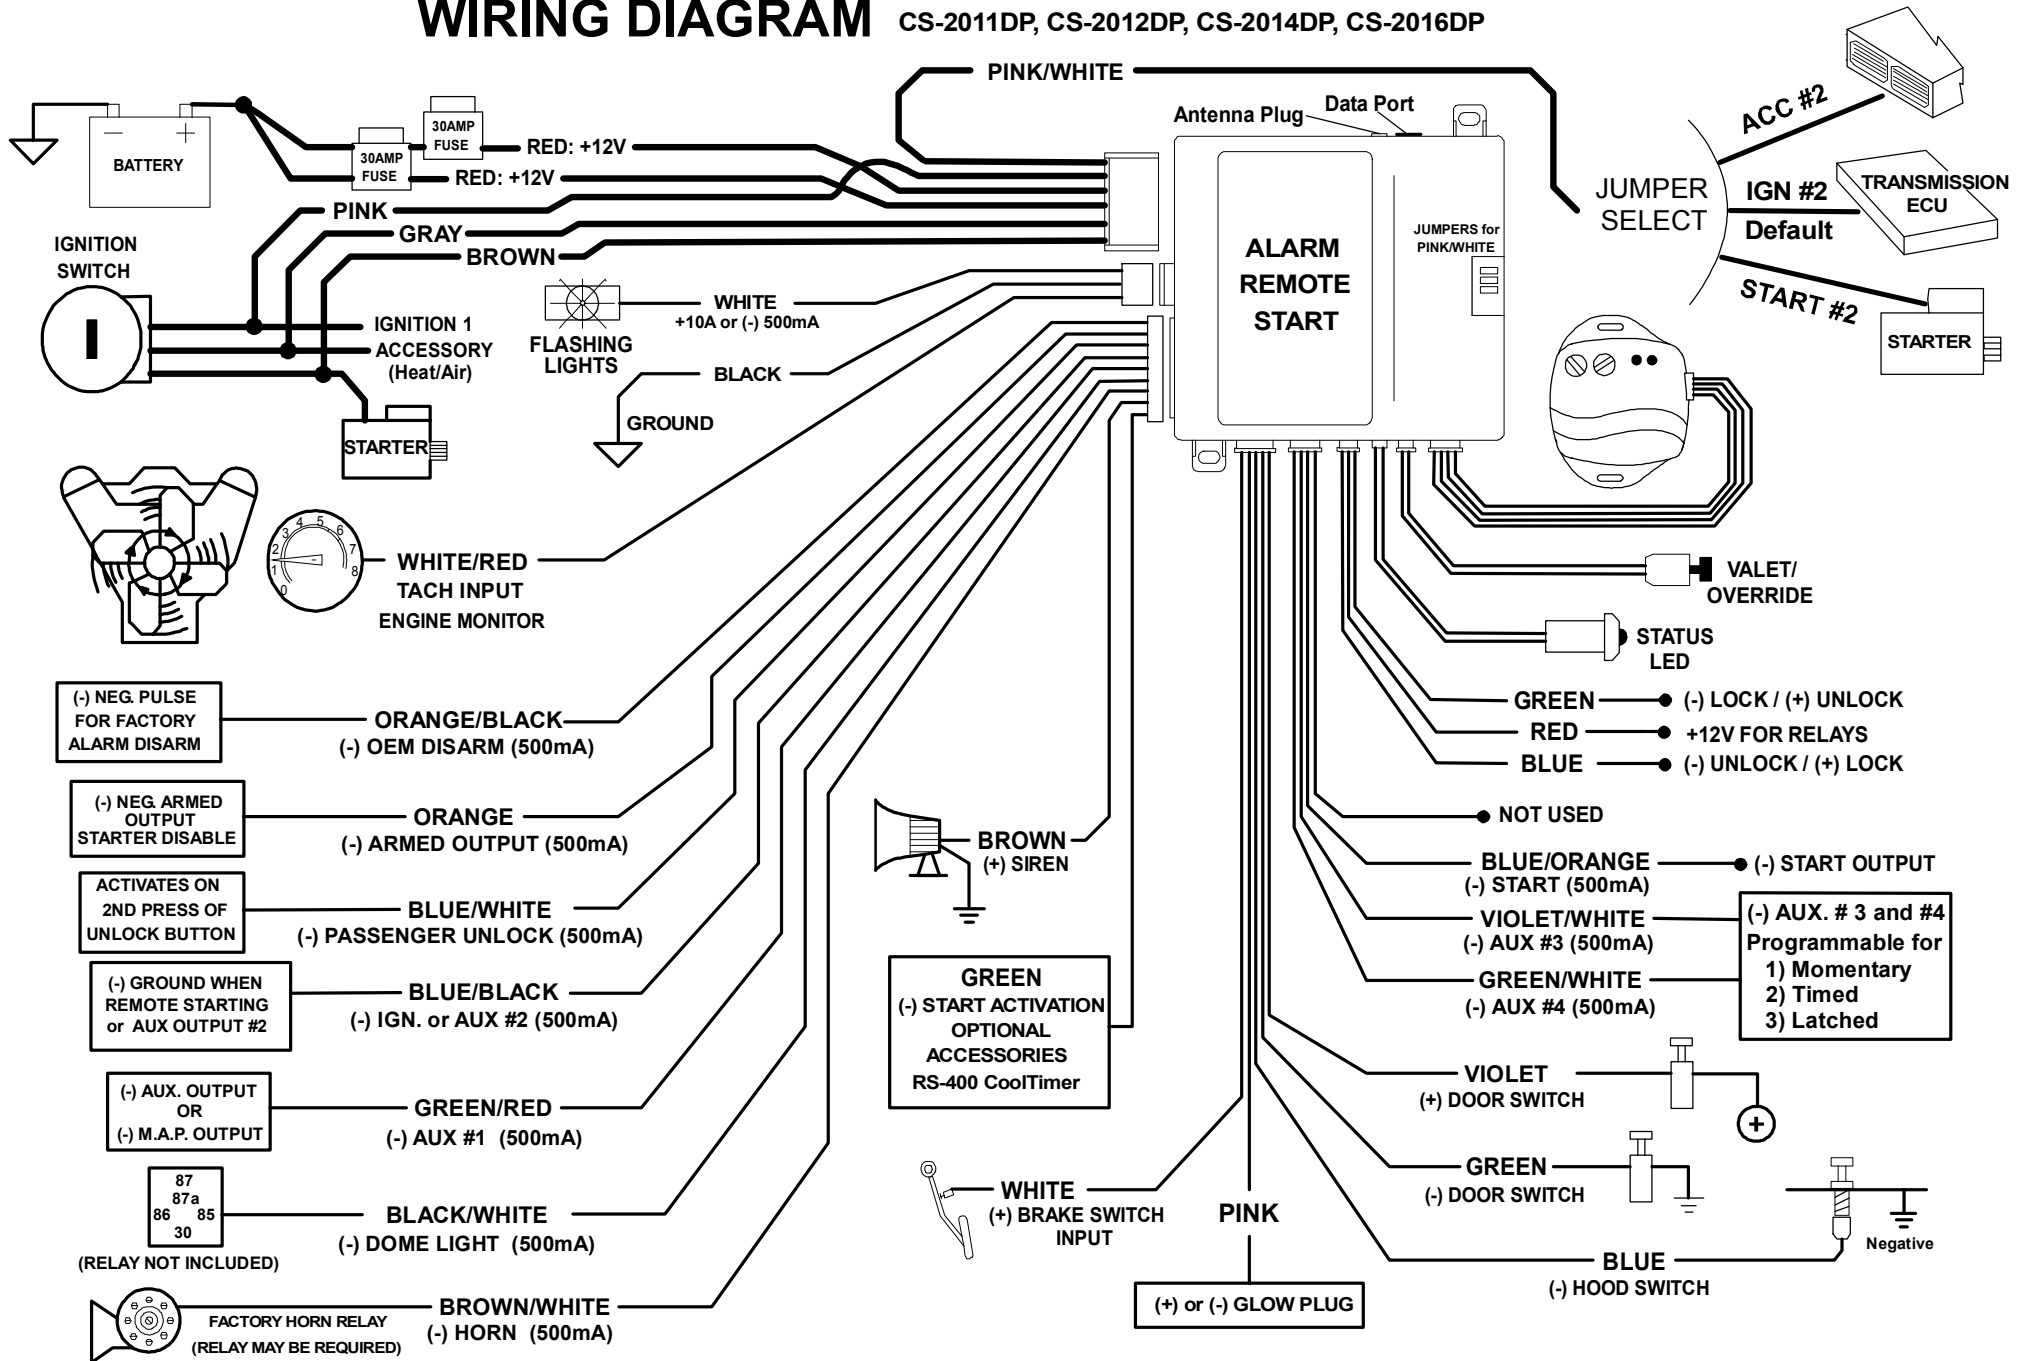 WIRING DIAGRAM CS-2011DP, CS-2012DP, CS-2014DP, CS-2016DP
PINK/WHITE
Antenna Plug
Data Port
ACC #2
BATTERY
30AMP
FUSE
30AMP
FUSE
RED: +12V
RED: +12V
PINK
GRAY
BROWN
IGNITION
SWITCH
IGNITION 1
ACCESSORY
(Heat/Air)
STARTER
JUMPER
SELECT
IGN #2
Default
TRANSMISSION
ECU
START #2
STARTER
ALARM
REMOTE
START
JUMPERS for
PINK/WHITE
FLASHING
LIGHTS
WHITE
+10A or (-) 500mA
BLACK
GROUND
0
1
2
3
4
5
6
7
8
WHITE/RED
TACH INPUT
ENGINE MONITOR
VALET/
OVERRIDE
STATUS
LED
(-) NEG. PULSE
FOR FACTORY
ALARM DISARM
ORANGE/BLACK
(-) OEM DISARM (500mA)
(-) NEG. ARMED
OUTPUT
STARTER DISABLE
ORANGE
(-) ARMED OUTPUT (500mA)
ACTIVATES ON
2ND PRESS OF
UNLOCK BUTTON
BLUE/WHITE
(-) PASSENGER UNLOCK (500mA)
(-) GROUND WHEN
REMOTE STARTING
or AUX OUTPUT #2
BLUE/BLACK
(-) IGN. or AUX #2 (500mA)
(-) AUX. OUTPUT
OR
(-) M.A.P. OUTPUT
GREEN/RED
(-) AUX #1 (500mA)
87
87a
86 85
30
(RELAY NOT INCLUDED)
BLACK/WHITE
(-) DOME LIGHT (500mA)
FACTORY HORN RELAY
(RELAY MAY BE REQUIRED)
BROWN/WHITE
(-) HORN (500mA)
BROWN
(+) SIREN
GREEN
(-) START ACTIVATION
OPTIONAL
ACCESSORIES
RS-400 CoolTimer
WHITE
(+) BRAKE SWITCH
INPUT
PINK
(+) or (-) GLOW PLUG
GREEN
(-) LOCK / (+) UNLOCK
RED
+12V FOR RELAYS
BLUE
(-) UNLOCK / (+) LOCK
NOT USED
BLUE/ORANGE
(-) START (500mA)
(-) START OUTPUT
VIOLET/WHITE
(-) AUX #3 (500mA)
GREEN/WHITE
(-) AUX #4 (500mA)
(-) AUX. # 3 and #4
Programmable for
1) Momentary
2) Timed
3) Latched
VIOLET
(+) DOOR SWITCH
+
GREEN
(-) DOOR SWITCH
BLUE
(-) HOOD SWITCH
Negative